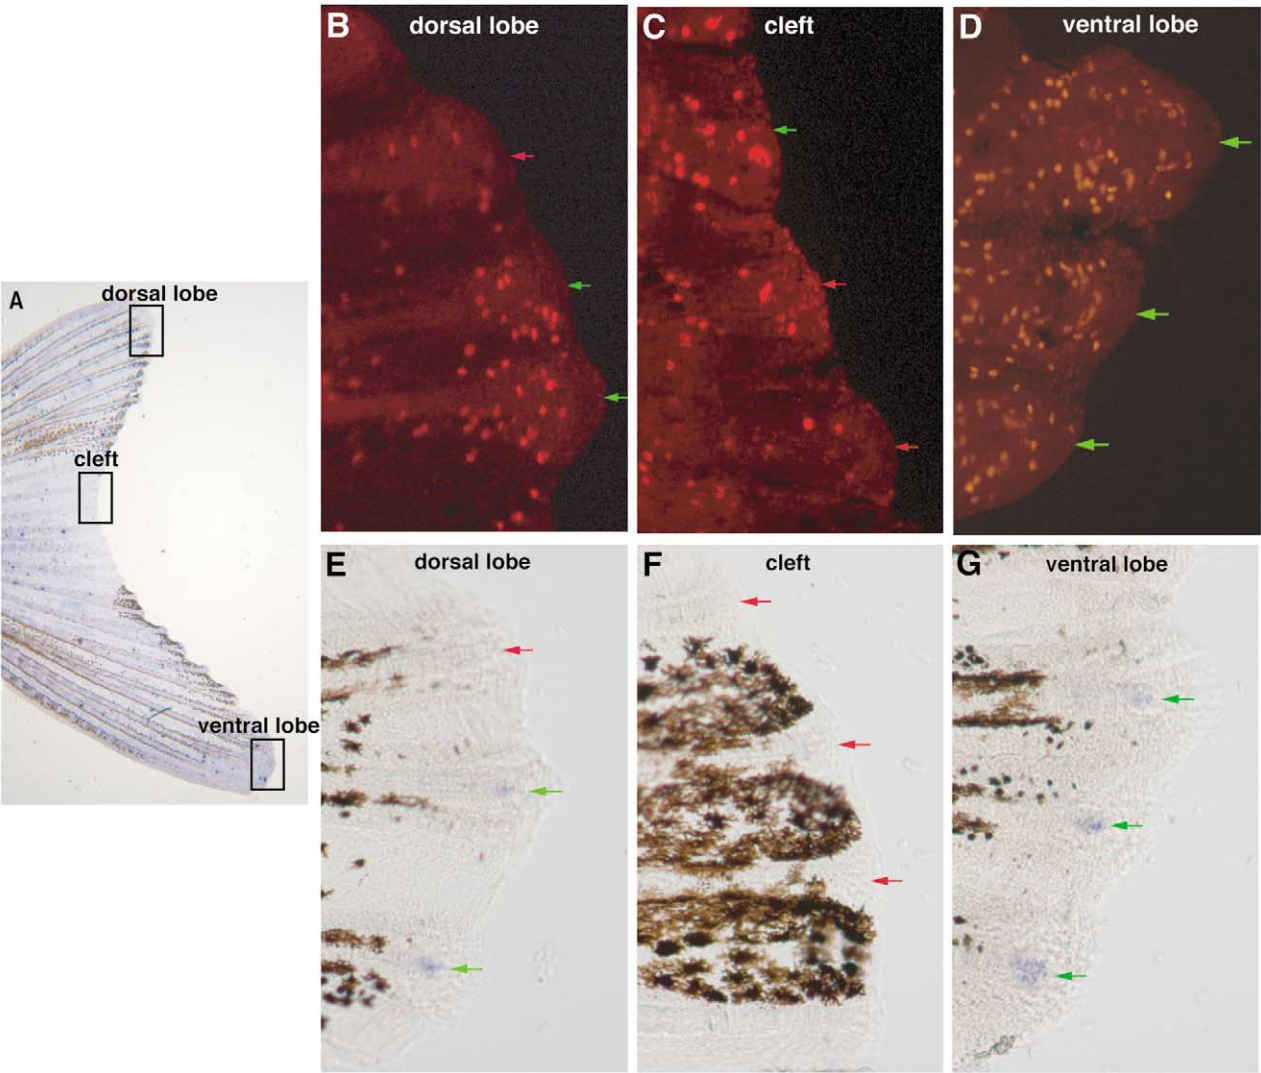 A
dorsal lobe
cleft
ventral lobe
B
dorsal lobe
C
cleft
D
ventral lobe
E
dorsal lobe
F
cleft
G
ventral lobe